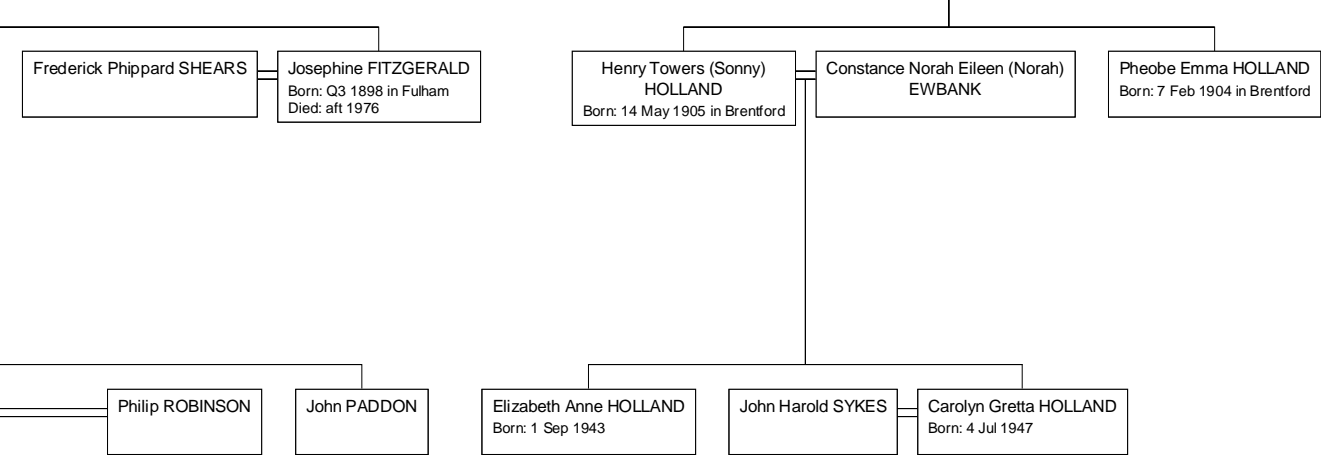 Frederick Phippard SHEARS
Josephine FITZGERALD
Born: Q3 1898 in Fulham
Died: aft 1976
Henry Towers (Sonny)
HOLLAND
Born: 14 May 1905 in Brentford
Constance Norah Eileen (Norah)
EWBANK
Pheobe Emma HOLLAND
Born: 7 Feb 1904 in Brentford
Philip ROBINSON
John PADDON
Elizabeth Anne HOLLAND
Born: 1 Sep 1943
John Harold SYKES
Carolyn Gretta HOLLAND
Born: 4 Jul 1947